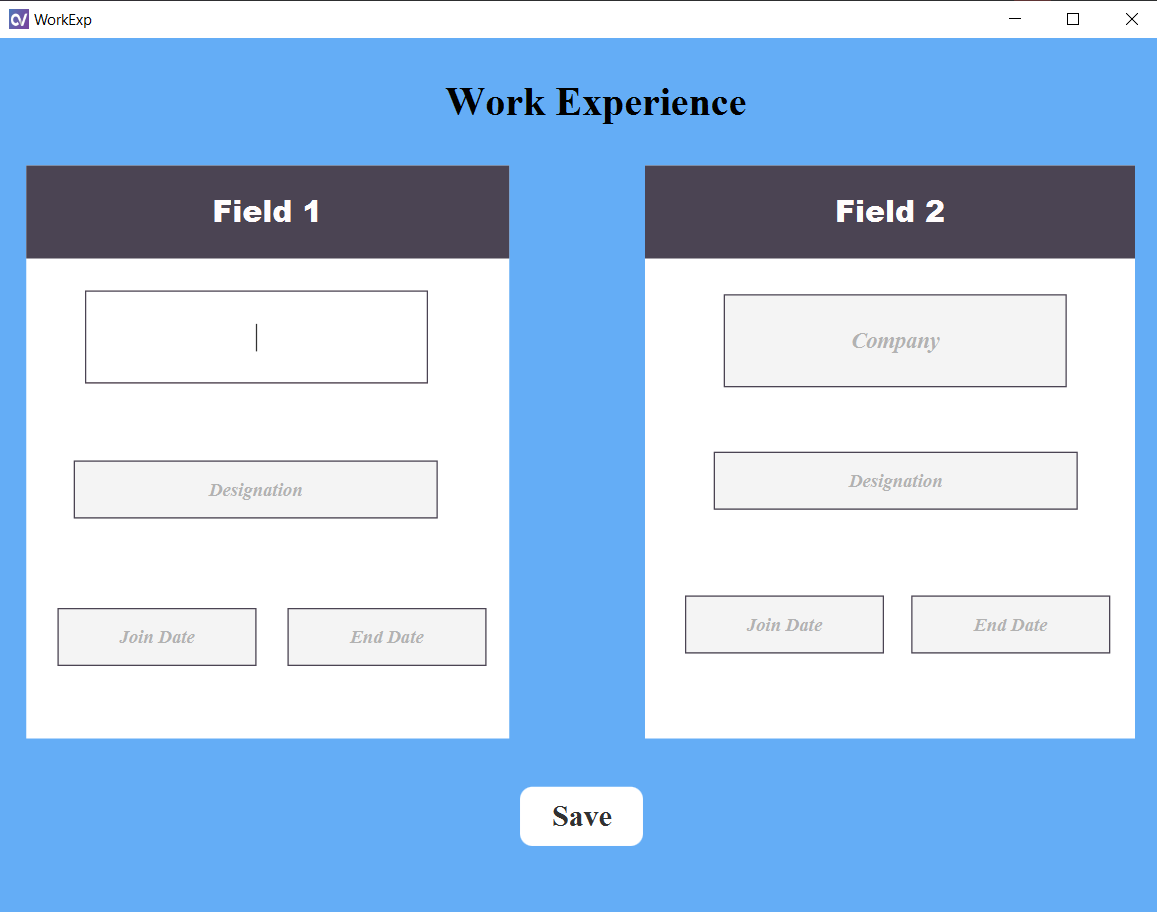 WorkExp
Work Experience
Field 1
Designation
Join Date
End Date
Field 2
Company
Designation
Join Date
End Date
Save